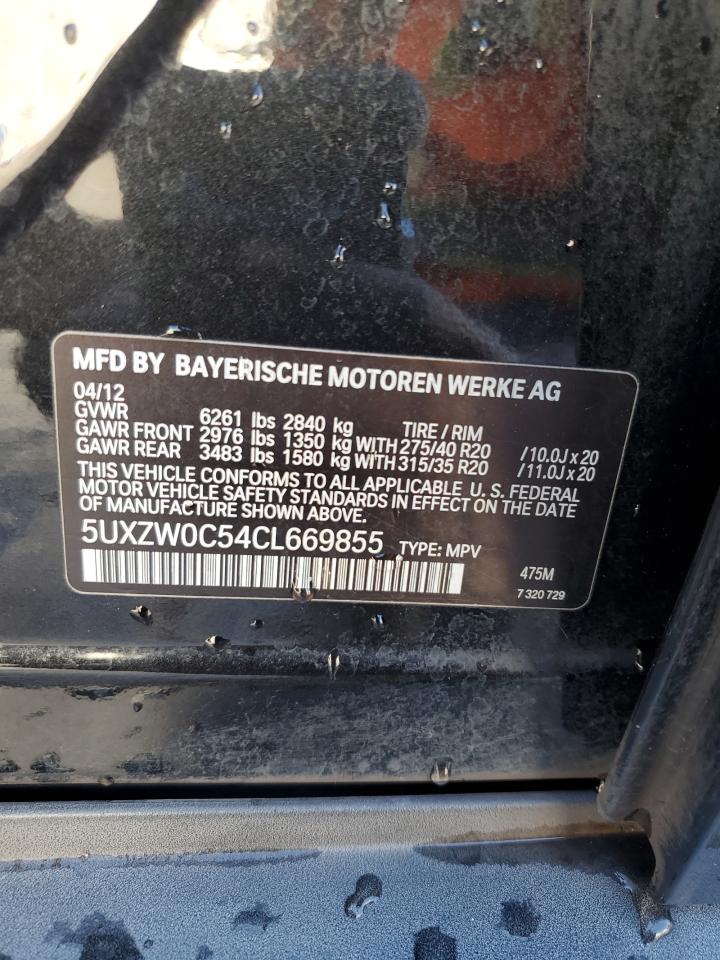 MFD BY BAYERISCHE MOTOREN WERKE AG
04/12
GVWR 6261 lbs 2840 kg TIRE / RIM
GAWR FRONT 2976 lbs 1350 kg WITH 275/40 R20 / 10.0J x 20
GAWR REAR 3483 lbs 1580 kg WITH 315/35 R20 / 11.0J x 20
THIS VEHICLE CONFORMS TO ALL APPLICABLE U. S. FEDERAL
MOTOR VEHICLE SAFETY STANDARDS IN EFFECT ON THE DATE
OF MANUFACTURE SHOWN ABOVE.
5UXZW0C54CL669855 TYPE: MPV
475M
7 320 729